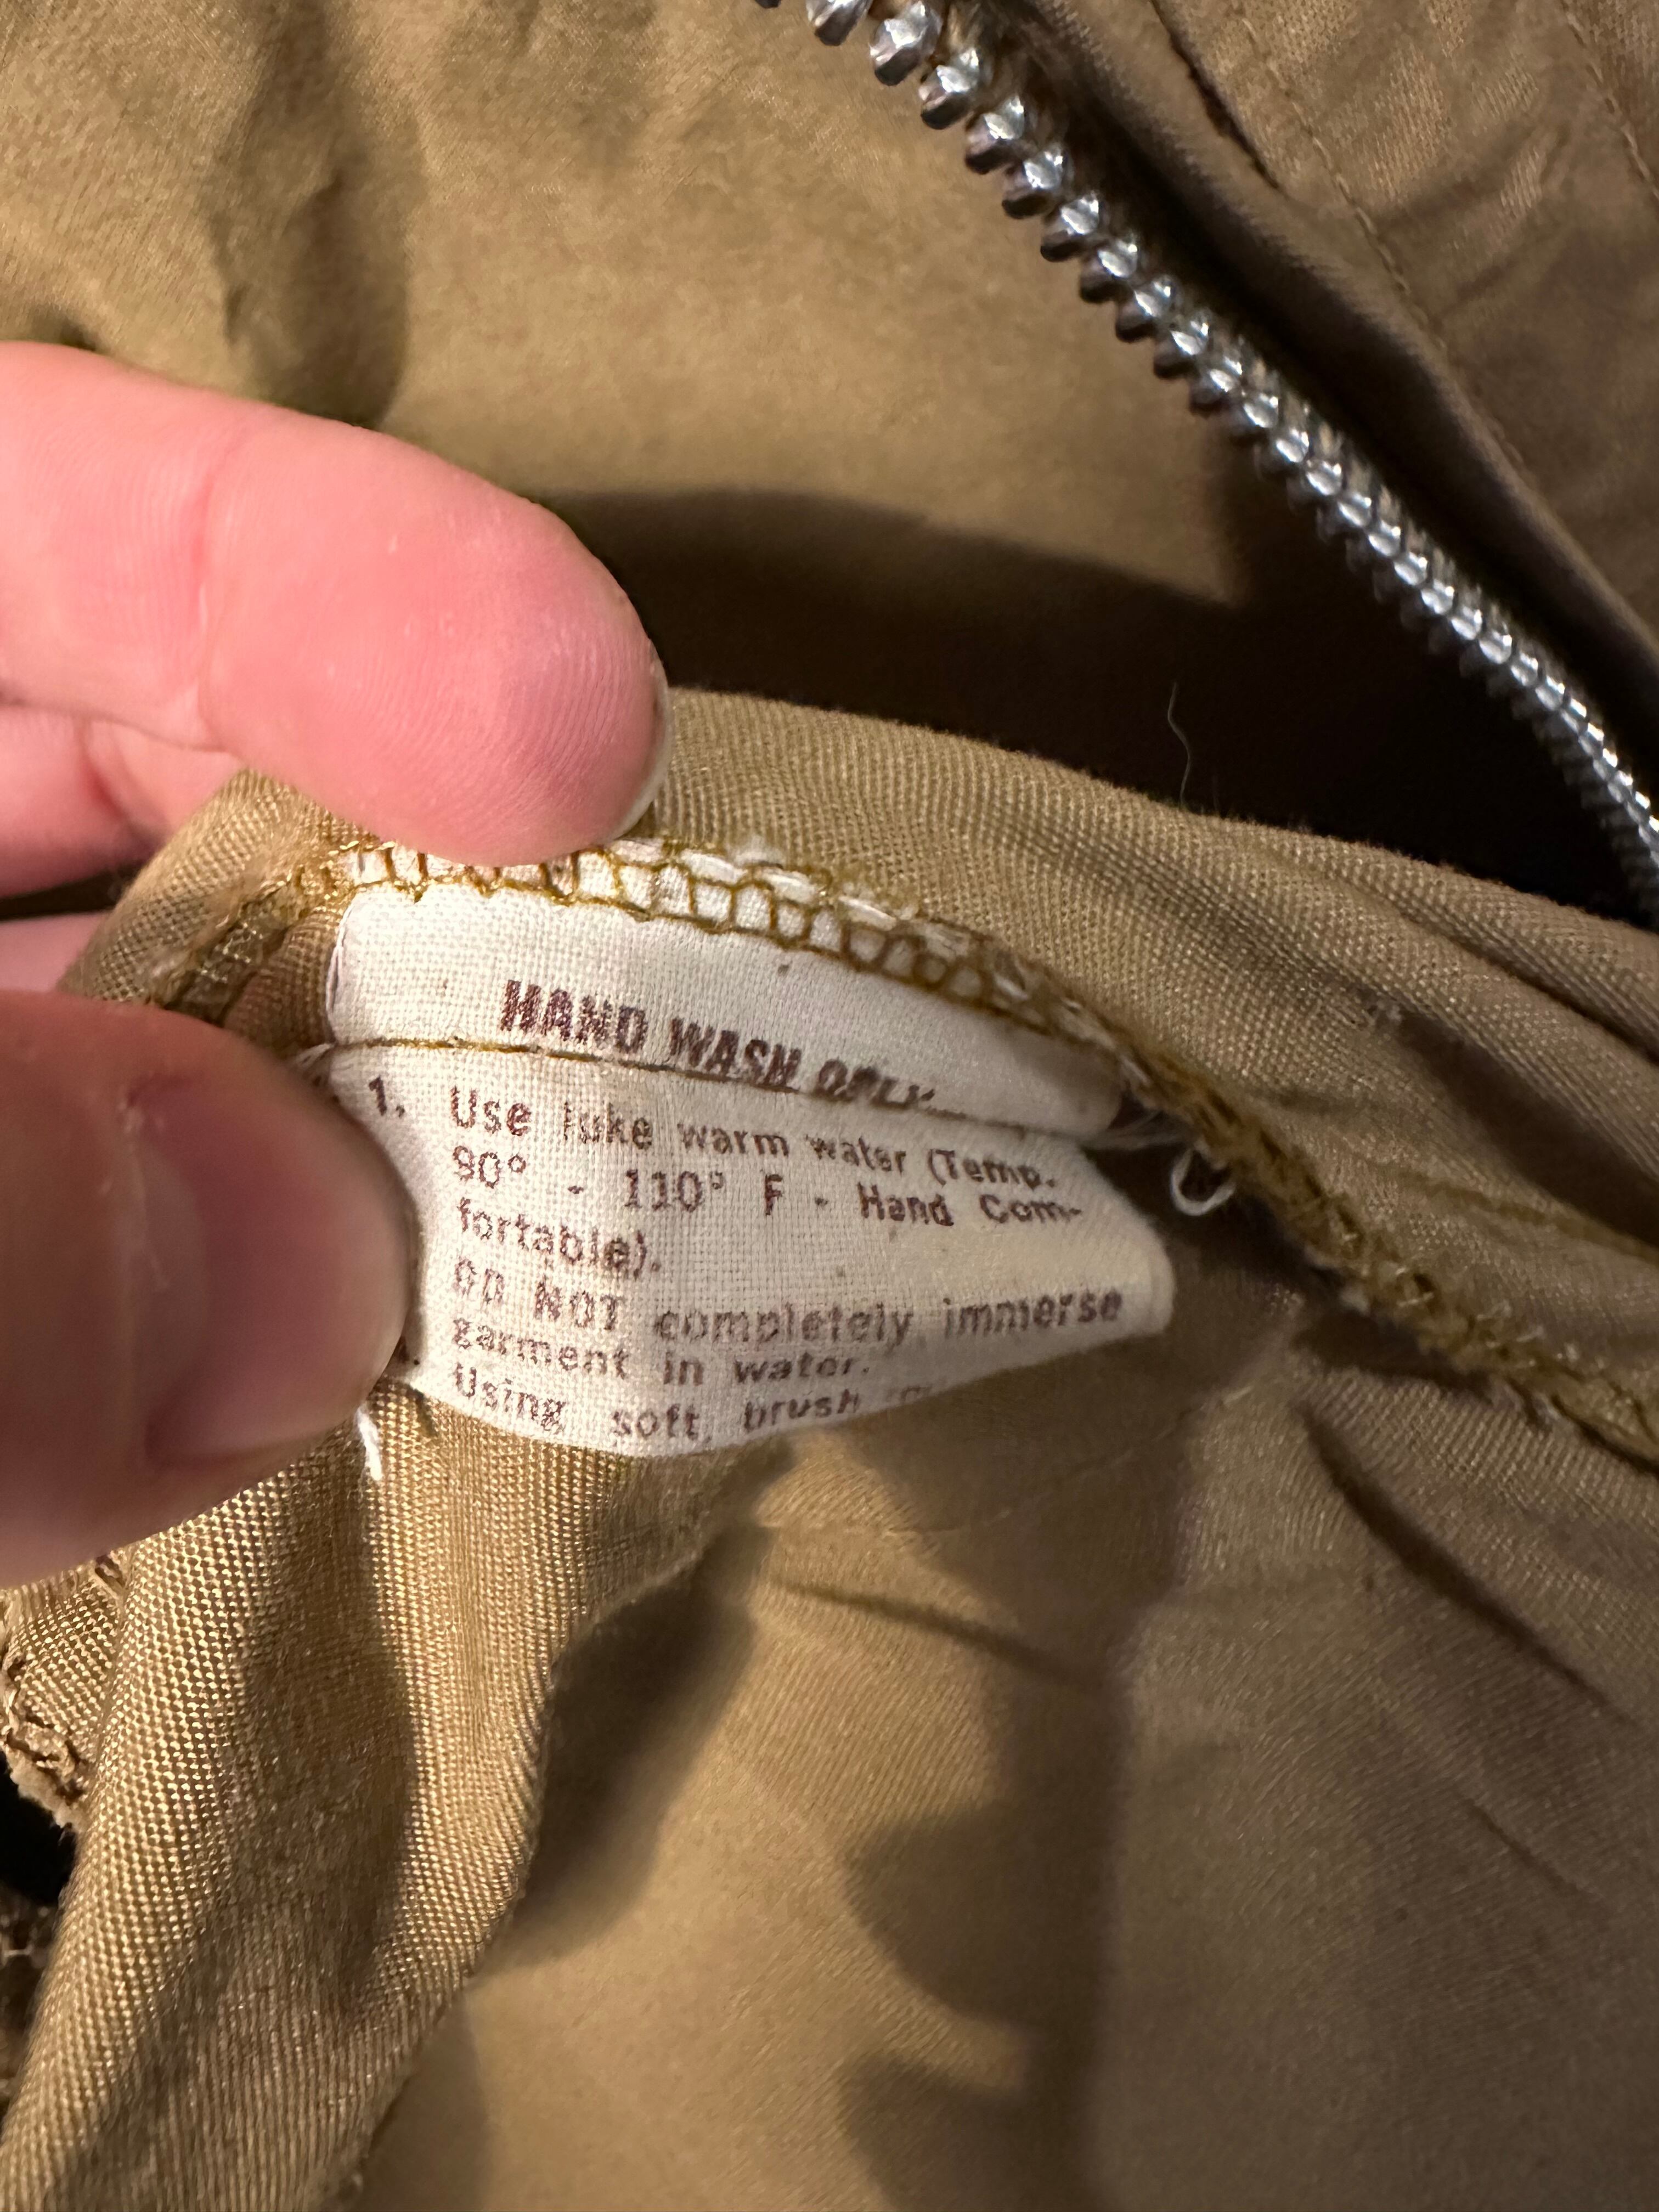 HAND WASH ONLY
1. Use luke warm water (Temp.
90° - 110° F - Hand Com-
fortable).
DO NOT completely immerse
garment in water.
Using soft brush